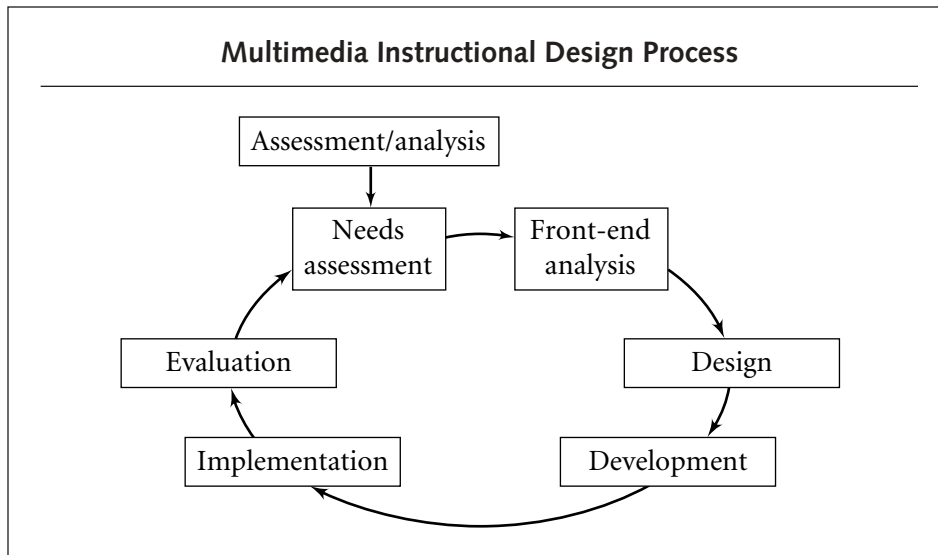 Multimedia Instructional Design Process
Assessment/analysis
Needs
assessment
Front-end
analysis
Evaluation
Design
Implementation
Development